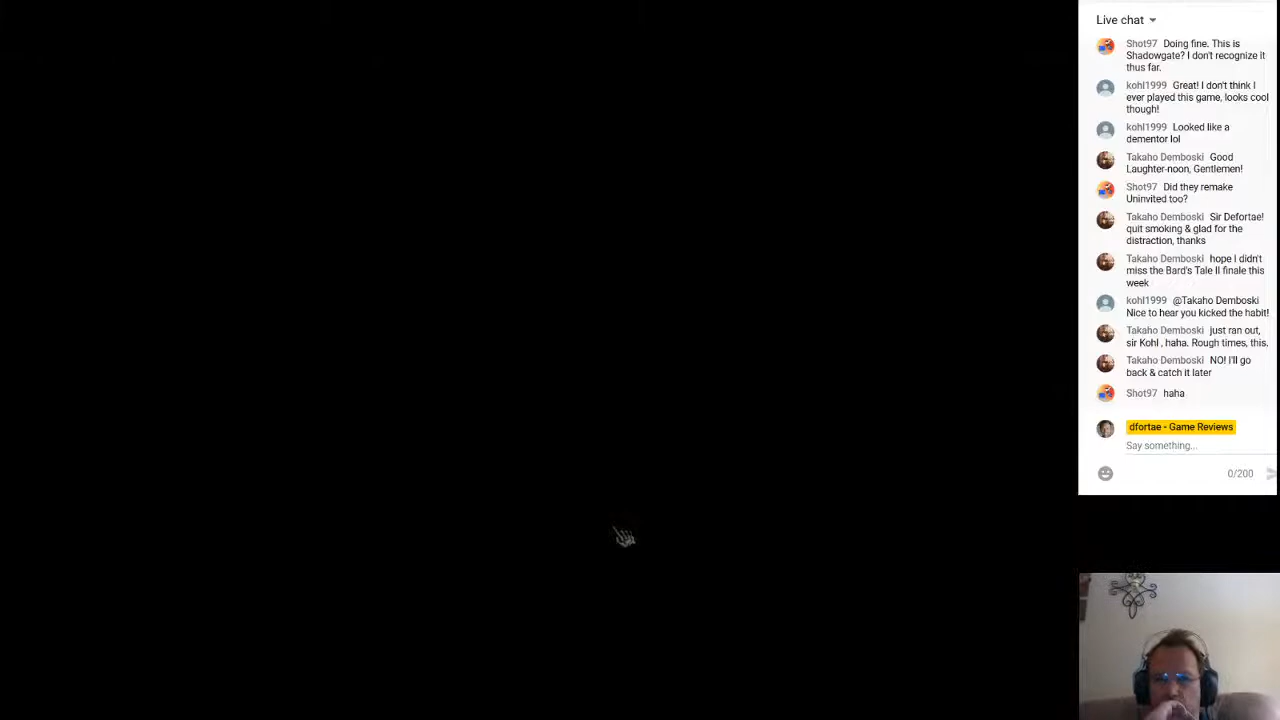 Live chat
Shot97 Doing fine. This is
Shadowgate? I don't recognize it
thus far.
kohl1999 Great! I don't think I
ever played this game, looks cool
though!
kohl1999 Looked like a
dementor lol
Takaho Demboski Good
Laughter-noon, Gentlemen!
Shot97 Did they remake
Uninvited too?
Takaho Demboski Sir Defortae!
quit smoking & glad for the
distraction, thanks
Takaho Demboski hope I didn't
miss the Bard's Tale II finale this
week
kohl1999 @Takaho Demboski
Nice to hear you kicked the habit!
Takaho Demboski just ran out,
sir Kohl , haha. Rough times, this.
Takaho Demboski NO! I'll go
back & catch it later
Shot97 haha
dfortae - Game Reviews
Say something...
0/200